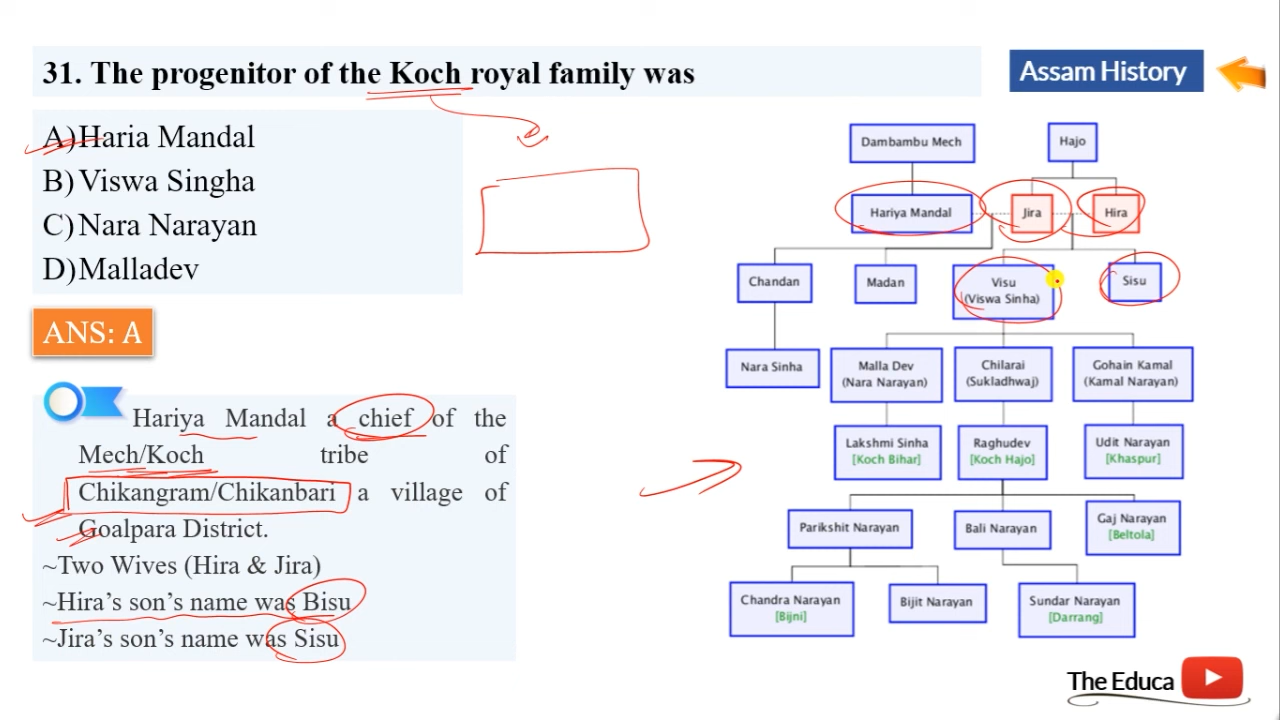 31. The progenitor of the Koch royal family was
Assam History
A) Haria Mandal
B) Viswa Singha
C) Nara Narayan
D) Malladev
ANS: A
Hariya Mandal a chief of the
Mech/Koch tribe of
Chikangram/Chikanbari a village of
Goalpara District.
~Two Wives (Hira & Jira)
~Hira's son's name was Bisu
~Jira's son's name was Sisu
Dambambu Mech
Hajo
Hariya Mandal
Jira
Hira
Chandan
Madan
Visu
(Viswa Sinha)
Sisu
Nara Sinha
Malla Dev
(Nara Narayan)
Chilarai
(Sukladhwaj)
Gohain Kamal
(Kamal Narayan)
Lakshmi Sinha
[Koch Bihar]
Raghudev
[Koch Hajo]
Udit Narayan
[Khaspur]
Parikshit Narayan
Bali Narayan
Gaj Narayan
[Beltola]
Chandra Narayan
[Bijni]
Bijit Narayan
Sundar Narayan
[Darrang]
The Educa